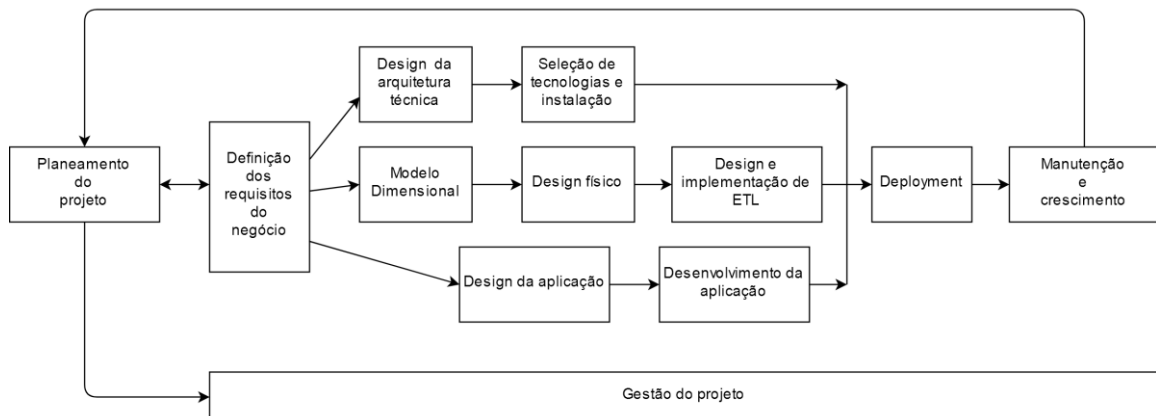 Planeamento
do
projeto
Definição
dos
requisitos
do
negócio
Design da
arquitetura
técnica
Seleção de
tecnologias e
instalação
Modelo
Dimensional
Design físico
Design e
implementação de
ETL
Design da aplicação
Desenvolvimento da
aplicação
Deployment
Manutenção
e
crescimento
Gestão do projeto